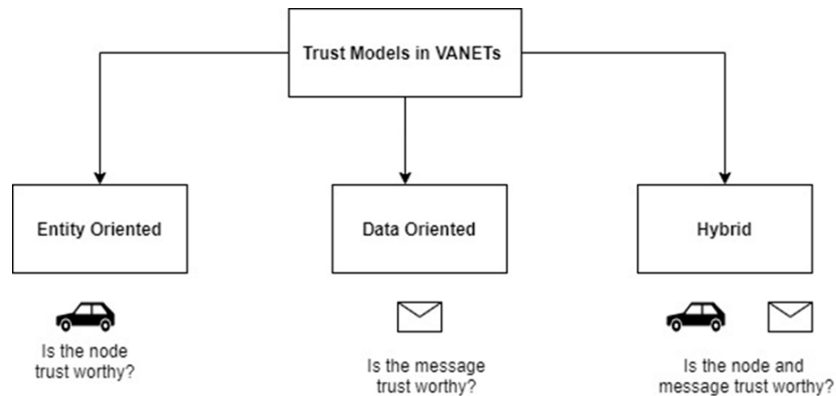 Trust Models in VANETs
Entity Oriented
Data Oriented
Hybrid
Is the node
trust worthy?
Is the message
trust worthy?
Is the node and
message trust worthy?